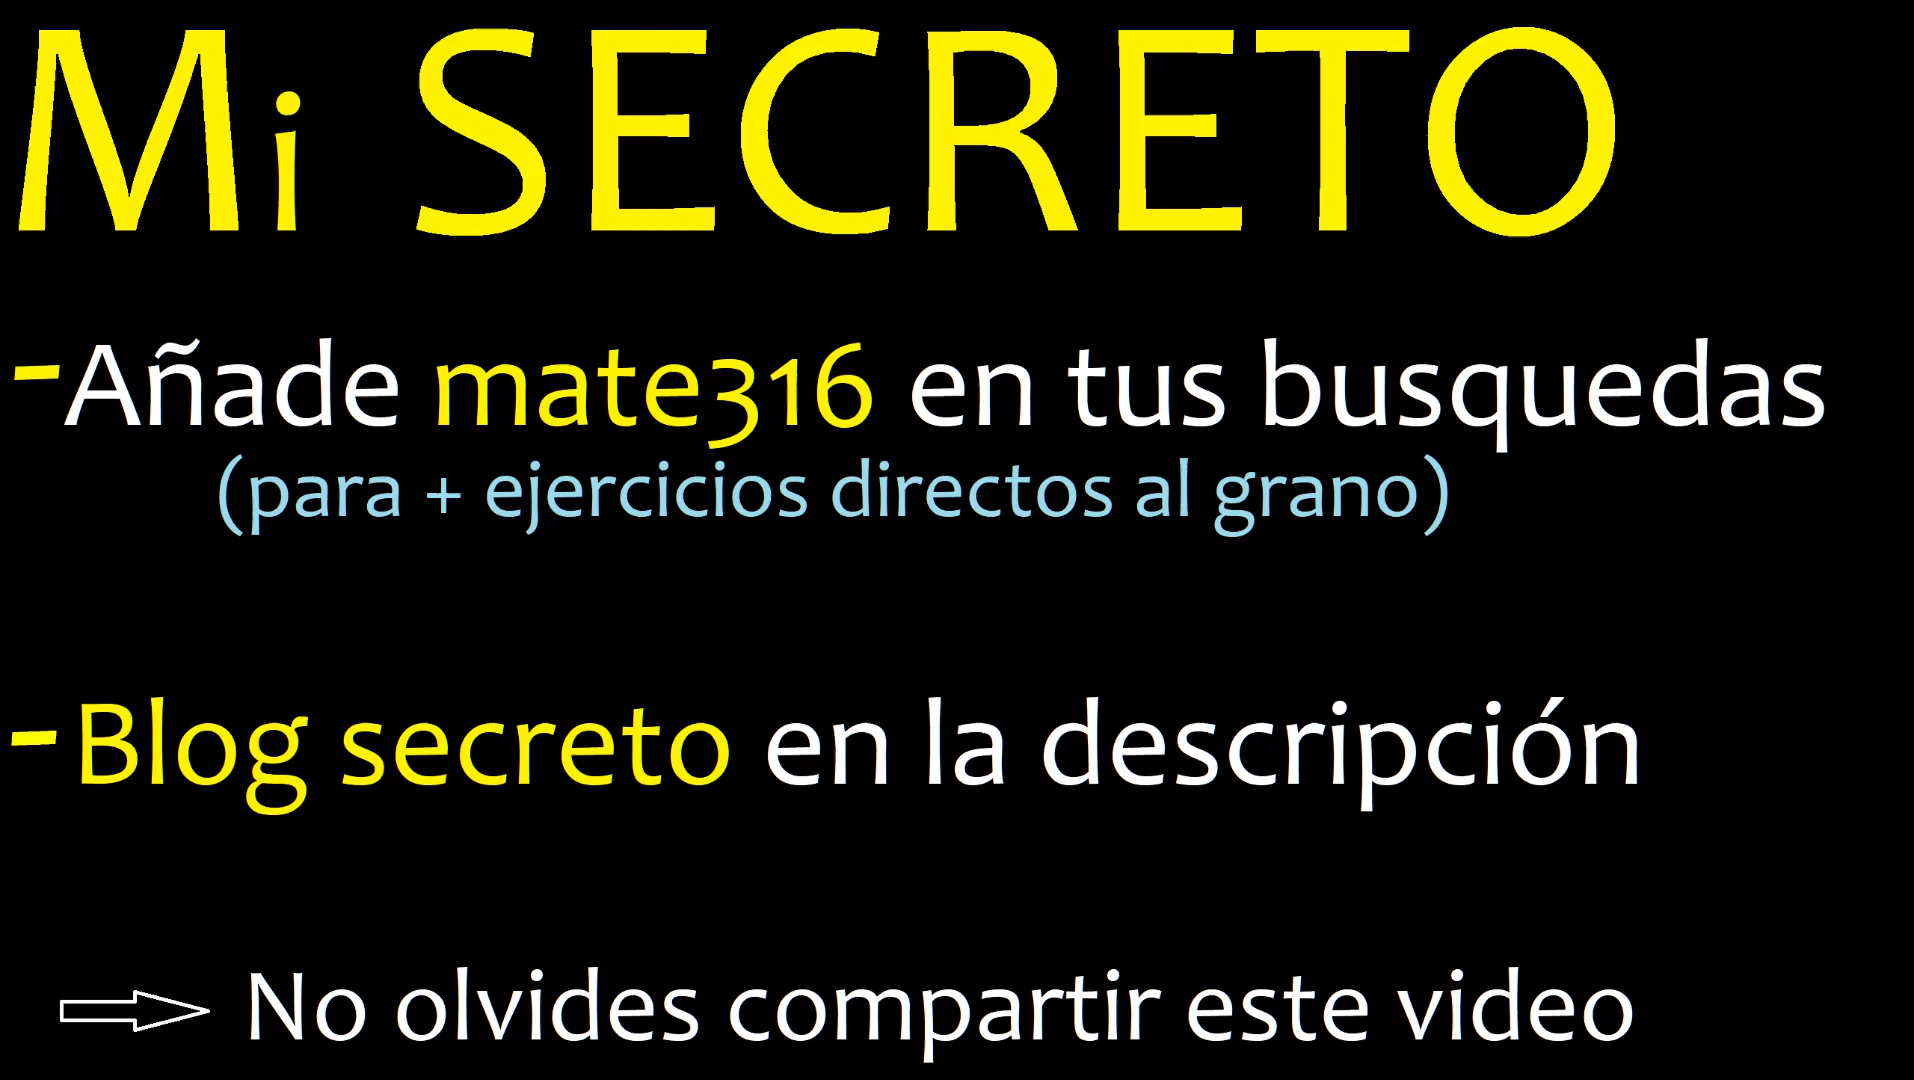 Mi SECRETO
-Añade mate316 en tus busquedas
(para + ejercicios directos al grano)
-Blog secreto en la descripción
No olvides compartir este video